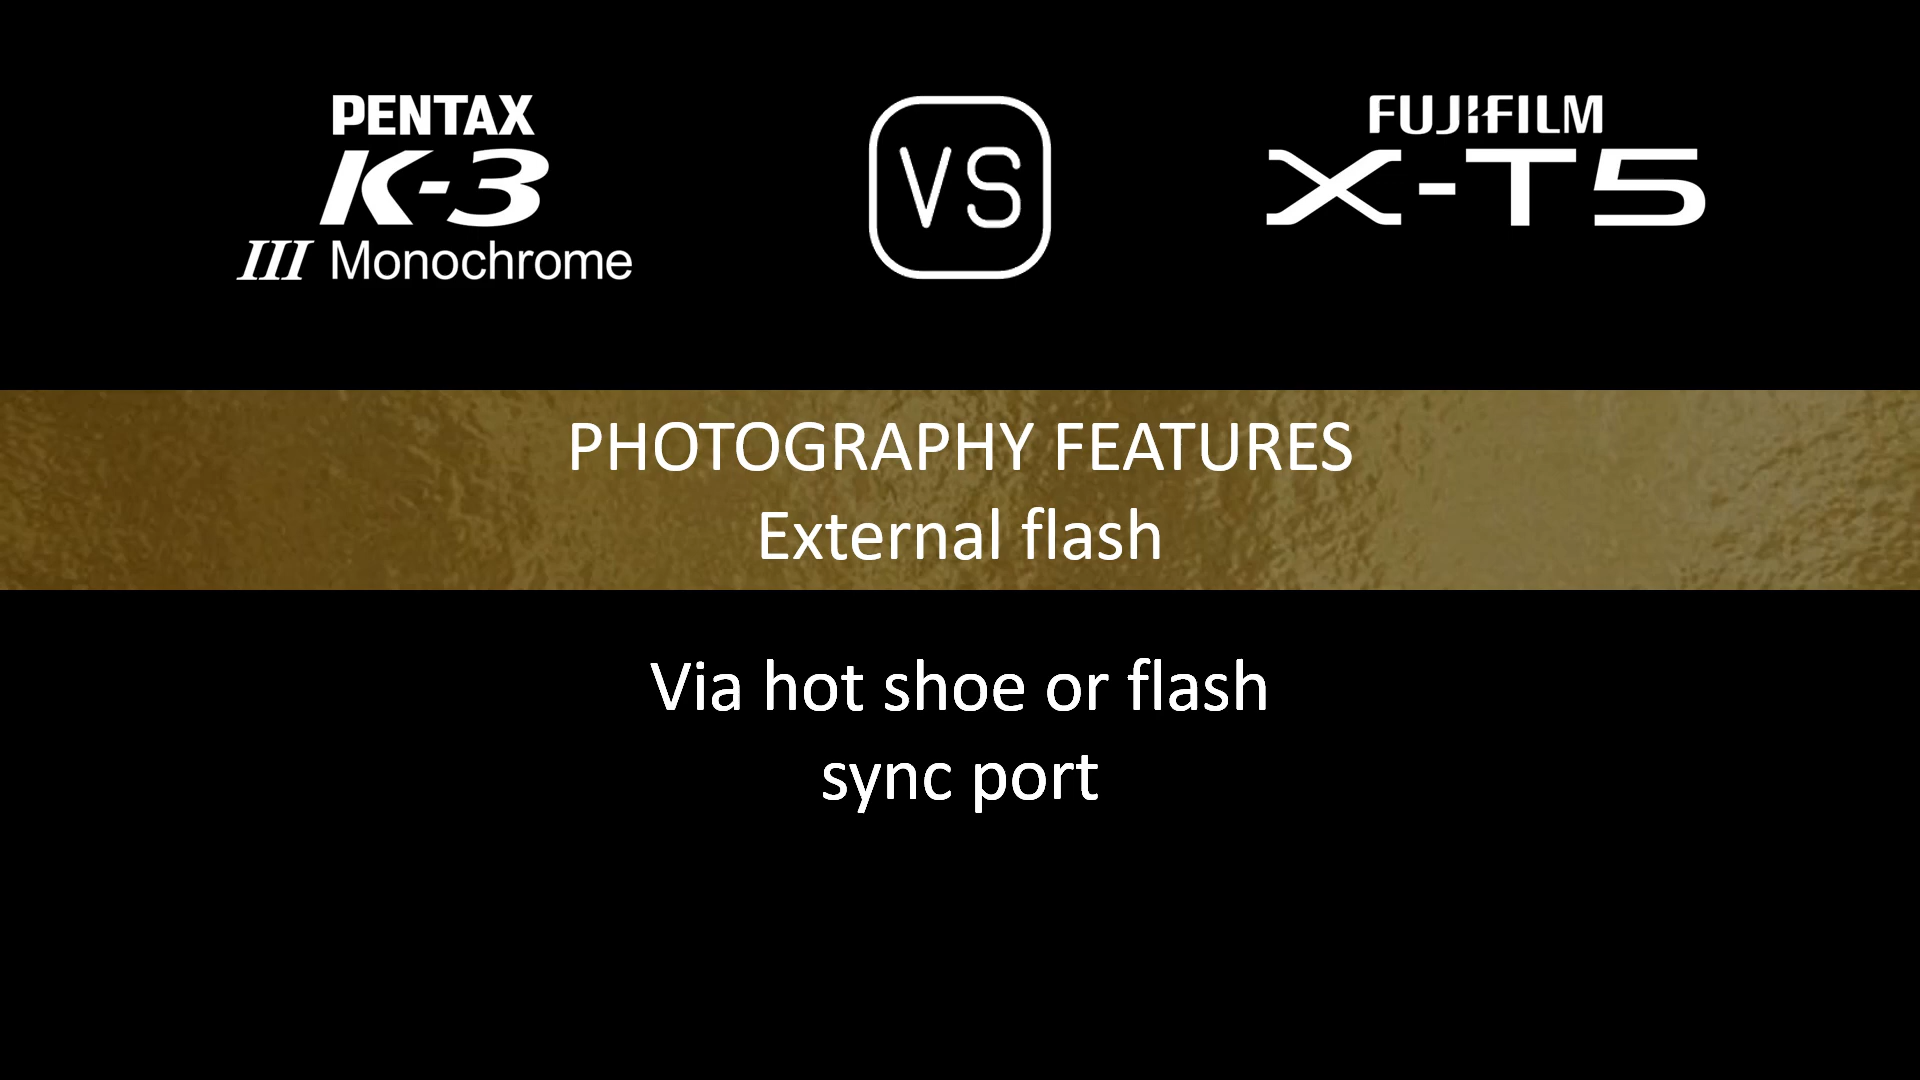 PENTAX
K-3
III Monochrome
VS
FUJIFILM
X-T5
PHOTOGRAPHY FEATURES
External flash
Via hot shoe or flash
sync port